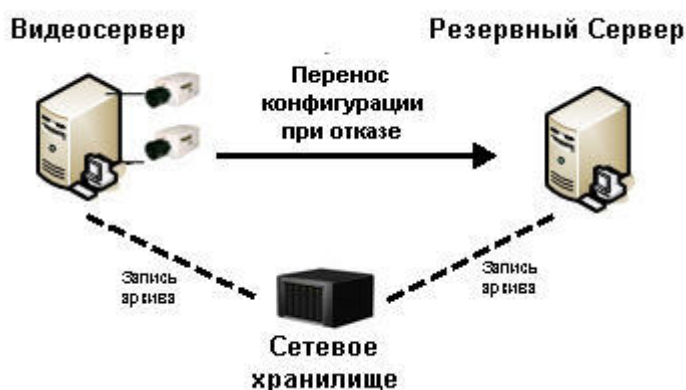 Видеосервер
Резервный Сервер
Перенос
конфигурации
при отказе
Запись
архива
Запись
архива
Сетевое
хранилище